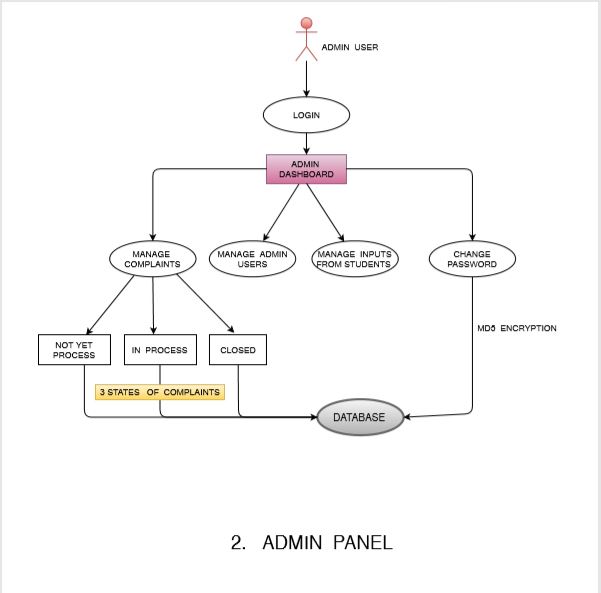 ADMIN USER
LOGIN
ADMIN
DASHBOARD
MANAGE
COMPLAINTS
MANAGE ADMIN
USERS
MANAGE INPUTS
FROM STUDENTS
CHANGE
PASSWORD
MD5 ENCRYPTION
NOT YET
PROCESS
IN PROCESS
CLOSED
3 STATES OF COMPLAINTS
DATABASE
2. ADMIN PANEL